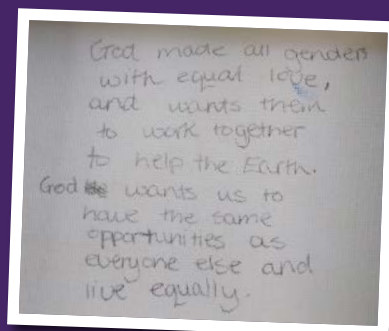 God made all genders
with equal love,
and wants them
to work together
to help the Earth.
God wants us to
have the same
opportunities as
everyone else and
live equally.